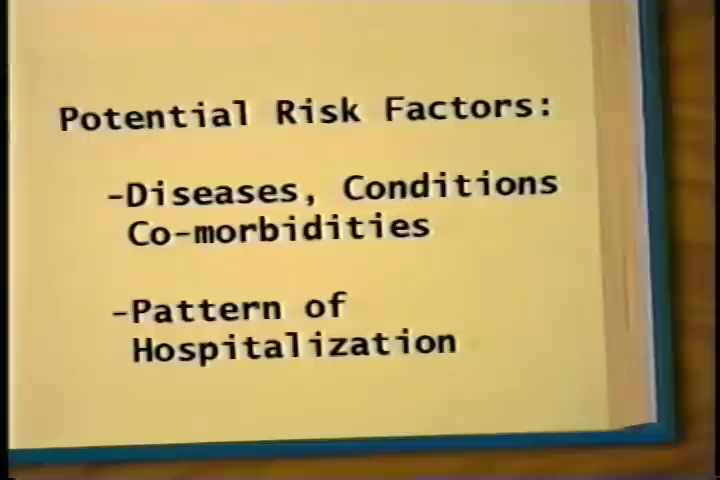 Potential Risk Factors:
-Diseases, Conditions
Co-morbidities
-Pattern of
Hospitalization